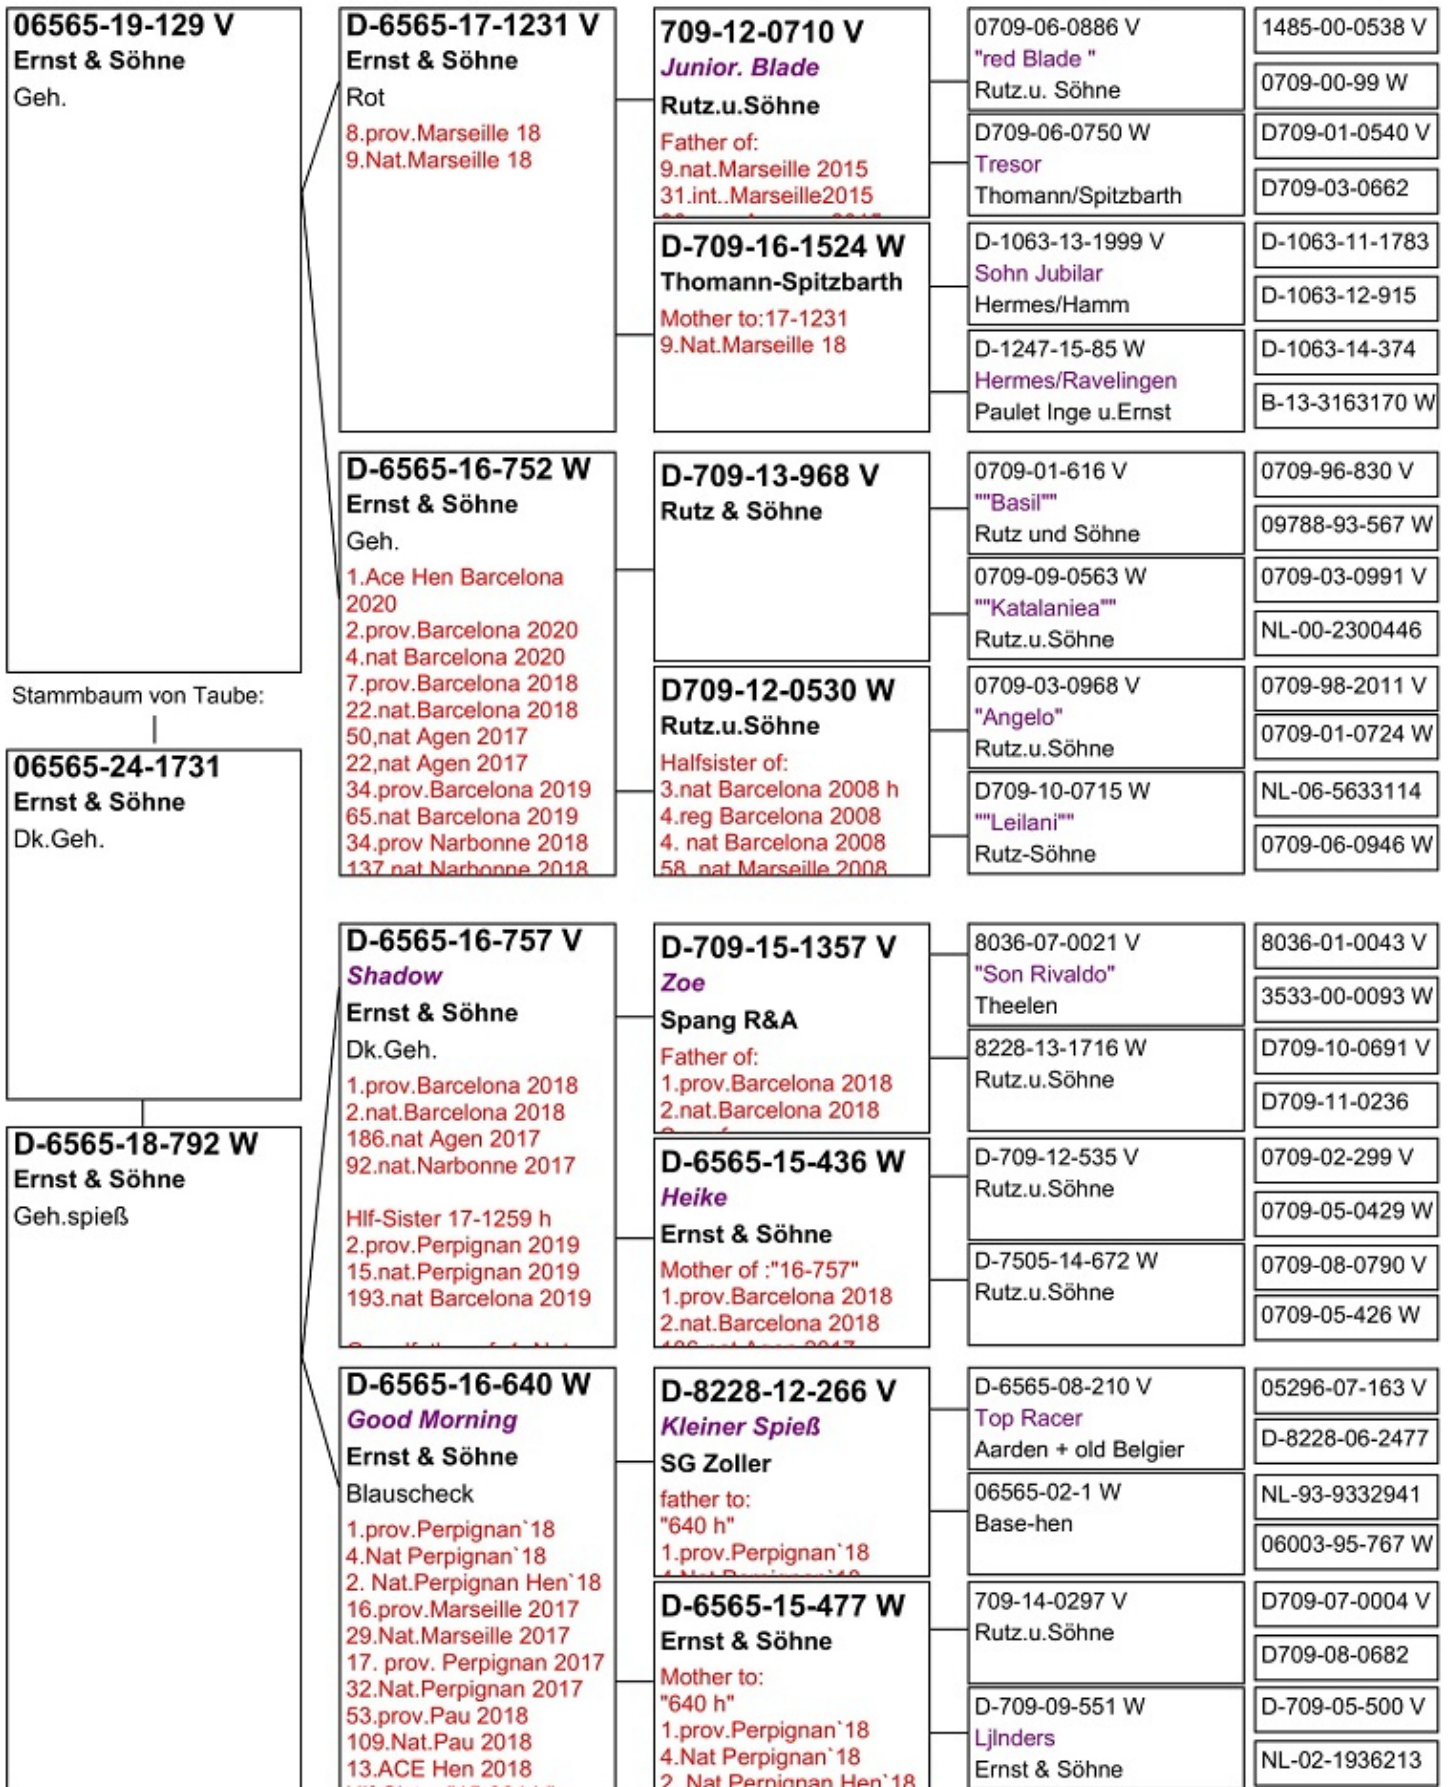 06565-19-129 V
Ernst & Söhne
Geh.
Stammbaum von Taube:
06565-24-1731
Ernst & Söhne
Dk.Geh.
D-6565-18-792 W
Ernst & Söhne
Geh.spieß
D-6565-17-1231 V
Ernst & Söhne
Rot
8.prov.Marseille 18
9.Nat.Marseille 18
D-6565-16-752 W
Ernst & Söhne
Geh.
1.Ace Hen Barcelona
2020
2.prov.Barcelona 2020
4.nat Barcelona 2020
7.prov.Barcelona 2018
22.nat.Barcelona 2018
50,nat Agen 2017
22,nat Agen 2017
34.prov.Barcelona 2019
65.nat Barcelona 2019
34.prov Narbonne 2018
137 nat Narbonne 2018
D-6565-16-757 V
Shadow
Ernst & Söhne
Dk.Geh.
1.prov.Barcelona 2018
2.nat.Barcelona 2018
186.nat Agen 2017
92.nat.Narbonne 2017
Hlf-Sister 17-1259 h
2.prov.Perpignan 2019
15.nat.Perpignan 2019
193.nat Barcelona 2019
D-6565-16-640 W
Good Morning
Ernst & Söhne
Blauscheck
1.prov.Perpignan`18
4.Nat Perpignan`18
2. Nat.Perpignan Hen`18
16.prov.Marseille 2017
29.Nat.Marseille 2017
17. prov. Perpignan 2017
32.Nat.Perpignan 2017
53.prov.Pau 2018
109.Nat.Pau 2018
13.ACE Hen 2018
709-12-0710 V
Junior. Blade
Rutz.u.Söhne
Father of:
9.nat.Marseille 2015
31.int..Marseille2015
D-709-16-1524 W
Thomann-Spitzbarth
Mother to:17-1231
9.Nat.Marseille 18
D-709-13-968 V
Rutz & Söhne
D709-12-0530 W
Rutz.u.Söhne
Halfsister of:
3.nat Barcelona 2008 h
4.reg Barcelona 2008
4. nat Barcelona 2008
58. nat Marseille 2008
D-709-15-1357 V
Zoe
Spang R&A
Father of:
1.prov.Barcelona 2018
2.nat.Barcelona 2018
D-6565-15-436 W
Heike
Ernst & Söhne
Mother of :"16-757"
1.prov.Barcelona 2018
2.nat.Barcelona 2018
186.nat Agen 2017
D-8228-12-266 V
Kleiner Spieß
SG Zoller
father to:
"640 h"
1.prov.Perpignan`18
4.Nat Perpignan`18
D-6565-15-477 W
Ernst & Söhne
Mother to:
"640 h"
1.prov.Perpignan`18
4.Nat Perpignan`18
2. Nat.Perpignan Hen`18
0709-06-0886 V
"red Blade "
Rutz.u. Söhne
D709-06-0750 W
Tresor
Thomann/Spitzbarth
D-1063-13-1999 V
Sohn Jubilar
Hermes/Hamm
D-1247-15-85 W
Hermes/Ravelingen
Paulet Inge u.Ernst
0709-01-616 V
""Basil""
Rutz und Söhne
0709-09-0563 W
""Katalaniea""
Rutz.u.Söhne
0709-03-0968 V
"Angelo"
Rutz.u.Söhne
D709-10-0715 W
""Leilani""
Rutz-Söhne
8036-07-0021 V
"Son Rivaldo"
Theelen
8228-13-1716 W
Rutz.u.Söhne
D-709-12-535 V
Rutz.u.Söhne
D-7505-14-672 W
Rutz.u.Söhne
D-6565-08-210 V
Top Racer
Aarden + old Belgier
06565-02-1 W
Base-hen
709-14-0297 V
Rutz.u.Söhne
D-709-09-551 W
Ljlnders
Ernst & Söhne
1485-00-0538 V
0709-00-99 W
D709-01-0540 V
D709-03-0662
D-1063-11-1783
D-1063-12-915
D-1063-14-374
B-13-3163170 W
0709-96-830 V
09788-93-567 W
0709-03-0991 V
NL-00-2300446
0709-98-2011 V
0709-01-0724 W
NL-06-5633114
0709-06-0946 W
8036-01-0043 V
3533-00-0093 W
D709-10-0691 V
D709-11-0236
0709-02-299 V
0709-05-0429 W
0709-08-0790 V
0709-05-426 W
05296-07-163 V
D-8228-06-2477
NL-93-9332941
06003-95-767 W
D709-07-0004 V
D709-08-0682
D-709-05-500 V
NL-02-1936213